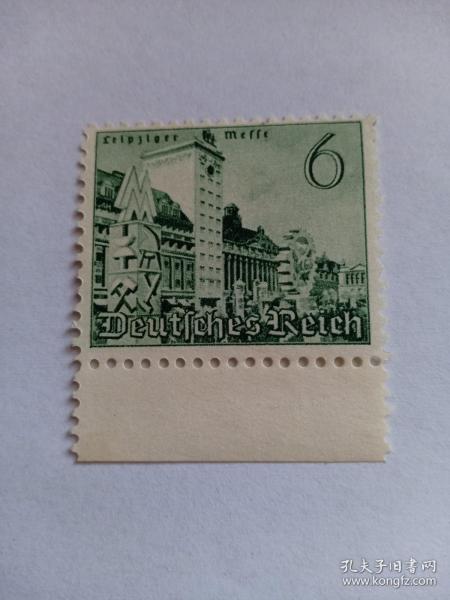 Leipziger Messe
6
Deutsches Reich
孔夫子旧书网
www.kongfz.com